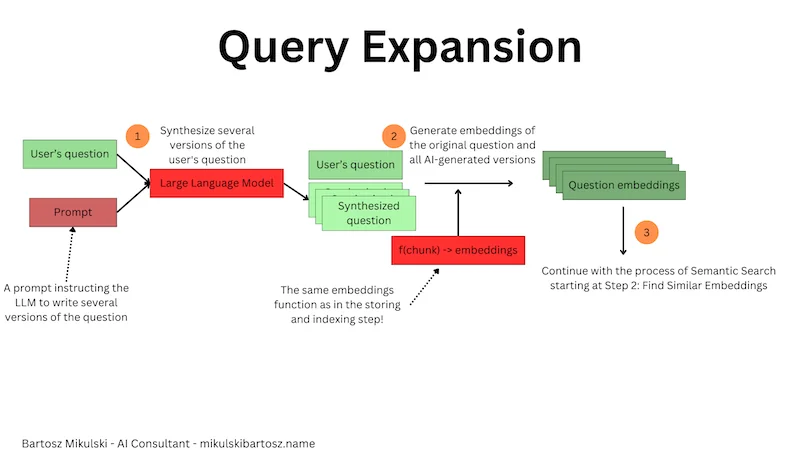 Query Expansion
1
Synthesize several
versions of the
user's question
2
Generate embeddings of
the original question and
all AI-generated versions
User's question
Large Language Model
Prompt
User's question
Synthesized
question
Question embeddings
f(chunk) -> embeddings
3
A prompt instructing the
LLM to write several
versions of the question
The same embeddings
function as in the storing
and indexing step!
Continue with the process of Semantic Search
starting at Step 2: Find Similar Embeddings
Bartosz Mikulski - AI Consultant - mikulskibartosz.name